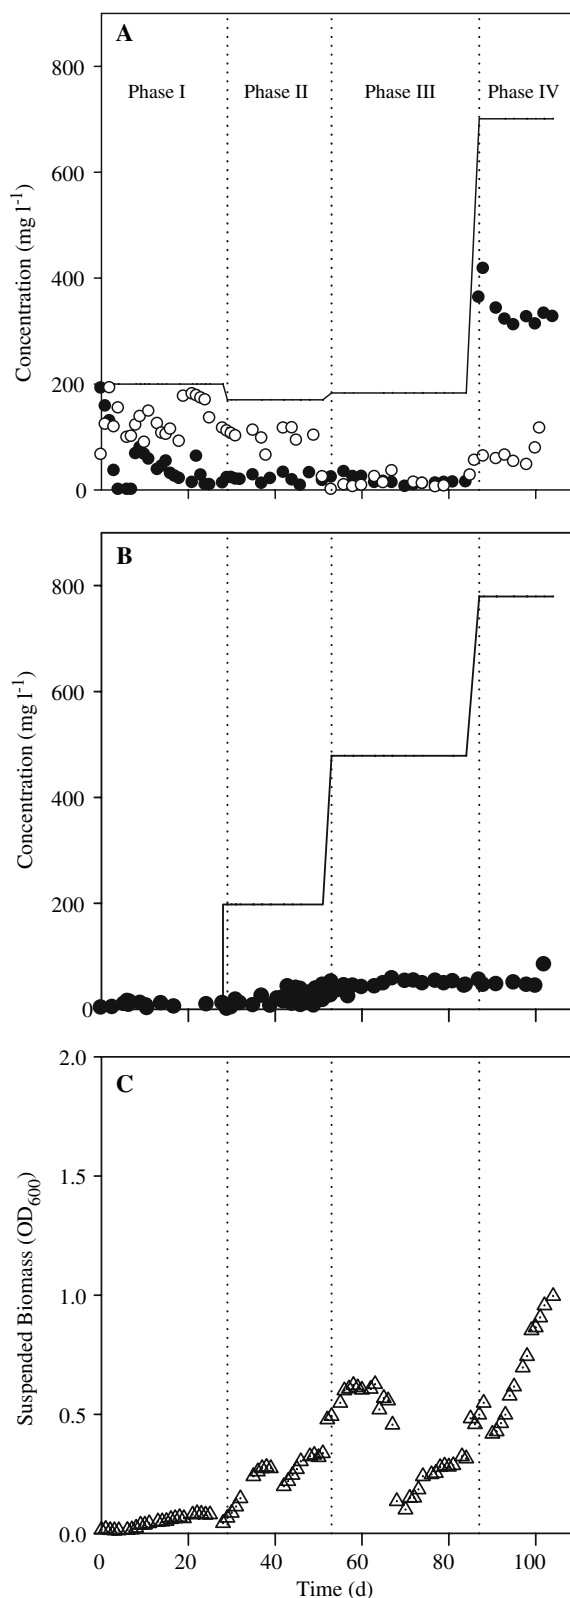 A
800
Phase I Phase II Phase III Phase IV
600
Concentration (mg l⁻¹)
400
200
0
B
800
600
Concentration (mg l⁻¹)
400
200
0
2.0
C
1.5
Suspended Biomass (OD₆₀₀)
1.0
0.5
0.0
0 20 40 60 80 100
Time (d)